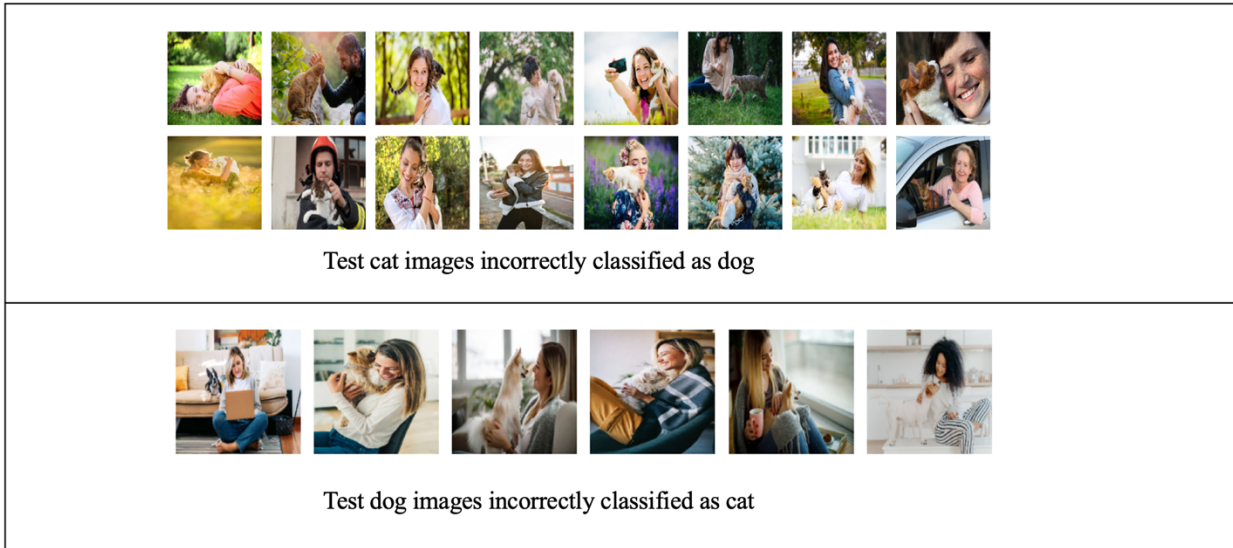 Test cat images incorrectly classified as dog
Test dog images incorrectly classified as cat